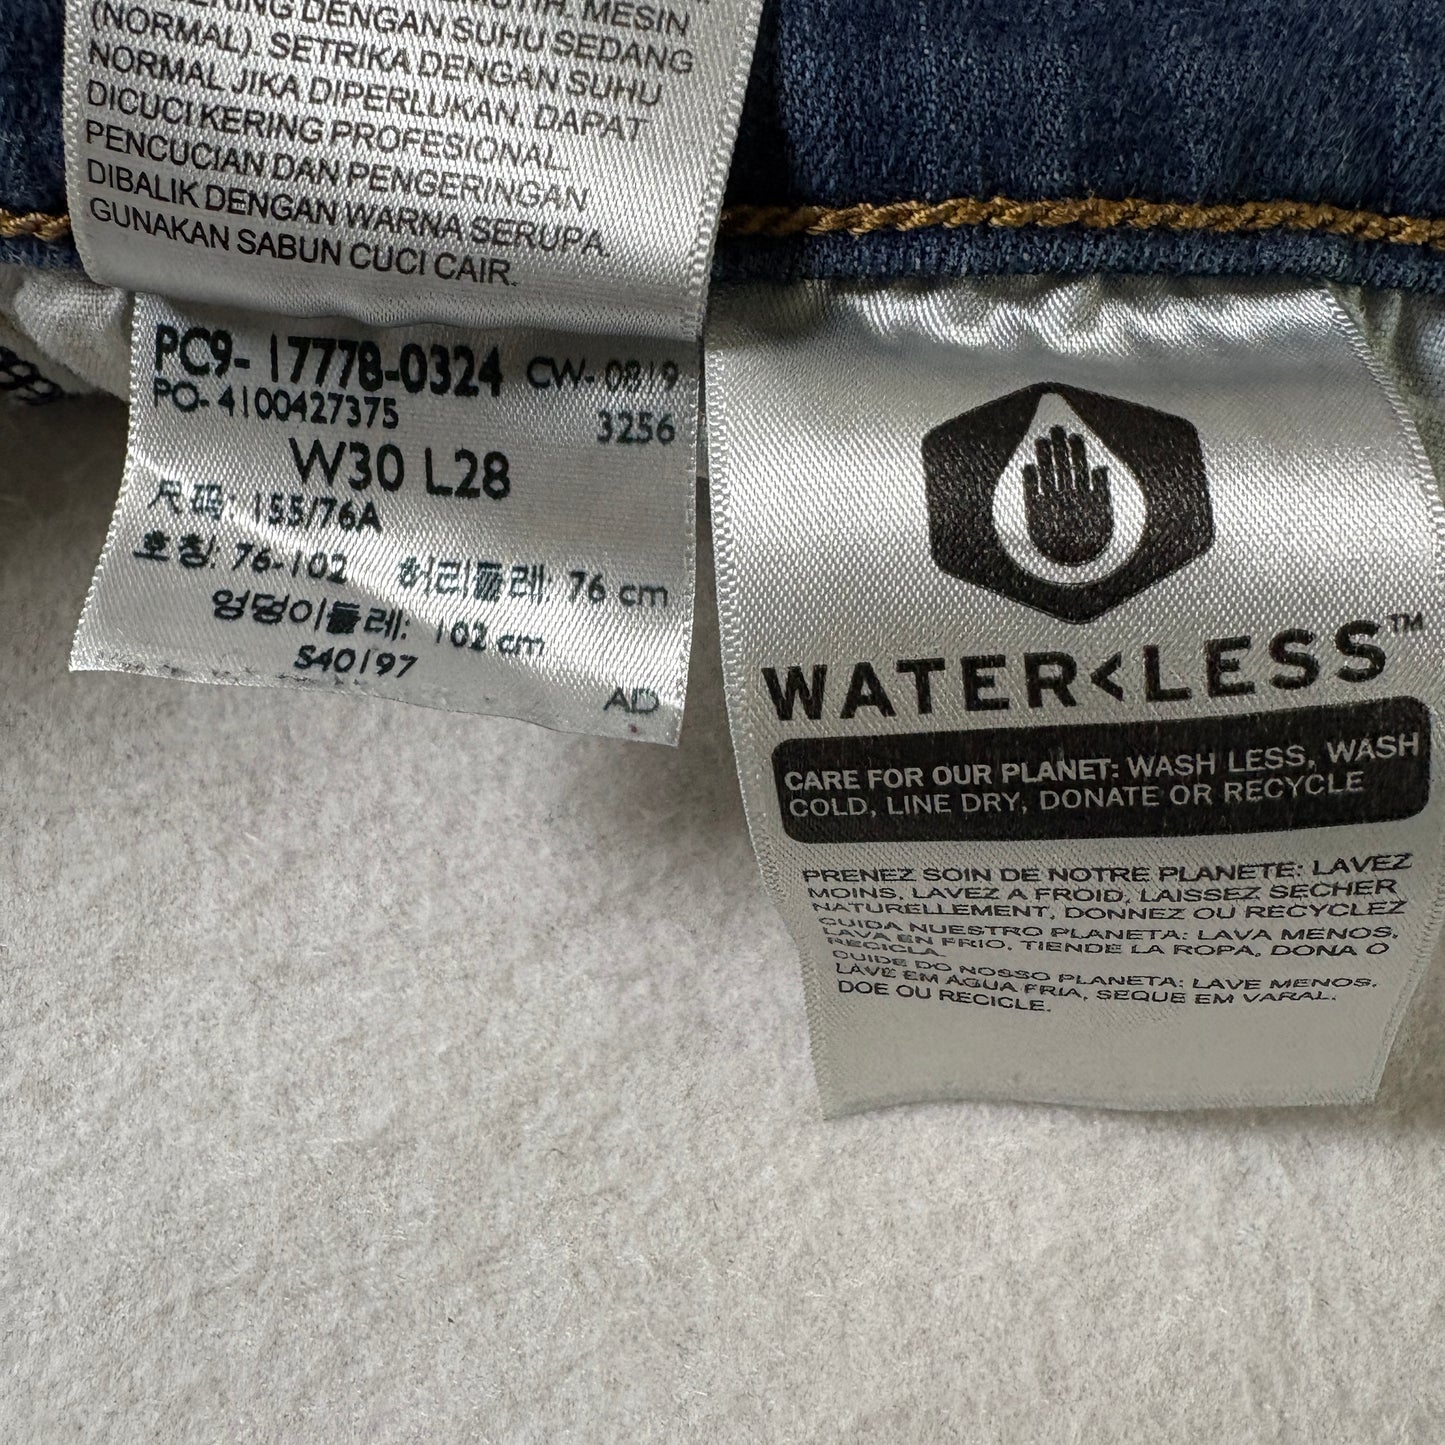 MESIN
DENGAN SUHU SEDANG
(NORMAL). SETRIKA DENGAN SUHU
NORMAL JIKA DIPERLUKAN. DAPAT
DICUCI KERING PROFESIONAL.
PENCUCIAN DAN PENGERINGAN
DIBALIK DENGAN WARNA SERUPA.
GUNAKAN SABUN CUCI CAIR.
PC9-17778-0324 CW-0819
PO-4100427375 3256
W30 L28
尺码: 155/76A
호칭: 76-102 허리둘레: 76 cm
엉덩이둘레: 102 cm
S40197
AD
WATER<LESS™
CARE FOR OUR PLANET: WASH LESS, WASH
COLD, LINE DRY, DONATE OR RECYCLE
PRENEZ SOIN DE NOTRE PLANETE: LAVEZ
MOINS, LAVEZ A FROID, LAISSEZ SECHER
NATURELLEMENT, DONNEZ OU RECYCLEZ
CUIDA NUESTRO PLANETA: LAVA MENOS,
LAVA EN FRIO, TIENDE LA ROPA, DONA O
RECICLA.
CUIDE DO NOSSO PLANETA: LAVE MENOS,
LAVE EM AGUA FRIA, SEQUE EM VARAL,
DOE OU RECICLE.